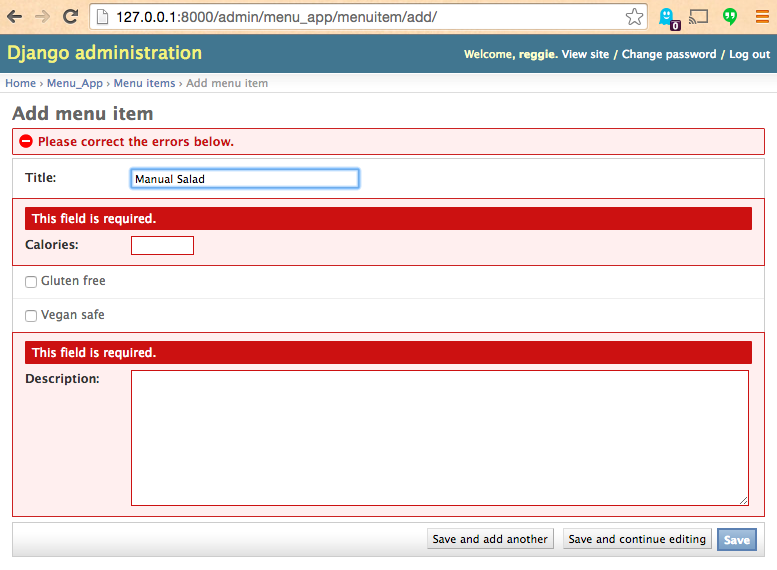 127.0.0.1:8000/admin/menu_app/menuitem/add/
0
Django administration
Welcome, reggie. View site / Change password / Log out
Home › Menu_App › Menu items › Add menu item
Add menu item
Please correct the errors below.
Title: Manual Salad
This field is required.
Calories:
Gluten free
Vegan safe
This field is required.
Description:
Save and add another Save and continue editing Save